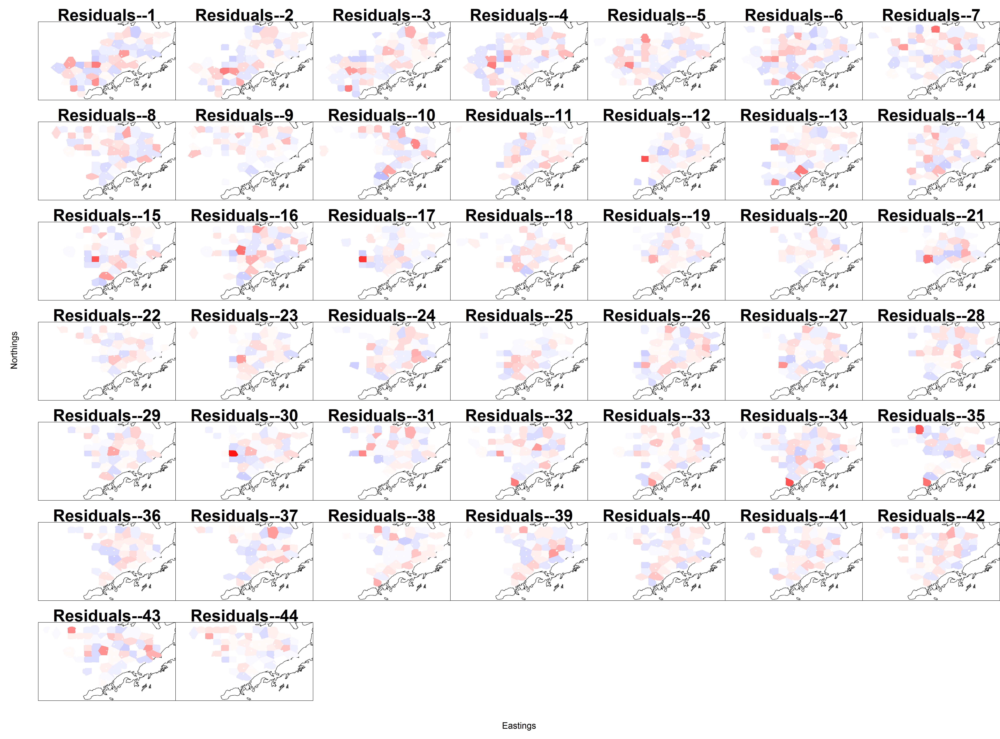 Residuals--1 Residuals--2 Residuals--3 Residuals--4 Residuals--5 Residuals--6 Residuals--7
Residuals--8 Residuals--9 Residuals--10 Residuals--11 Residuals--12 Residuals--13 Residuals--14
Residuals--15 Residuals--16 Residuals--17 Residuals--18 Residuals--19 Residuals--20 Residuals--21
Residuals--22 Residuals--23 Residuals--24 Residuals--25 Residuals--26 Residuals--27 Residuals--28
Northings
Residuals--29 Residuals--30 Residuals--31 Residuals--32 Residuals--33 Residuals--34 Residuals--35
Residuals--36 Residuals--37 Residuals--38 Residuals--39 Residuals--40 Residuals--41 Residuals--42
Residuals--43 Residuals--44
Eastings